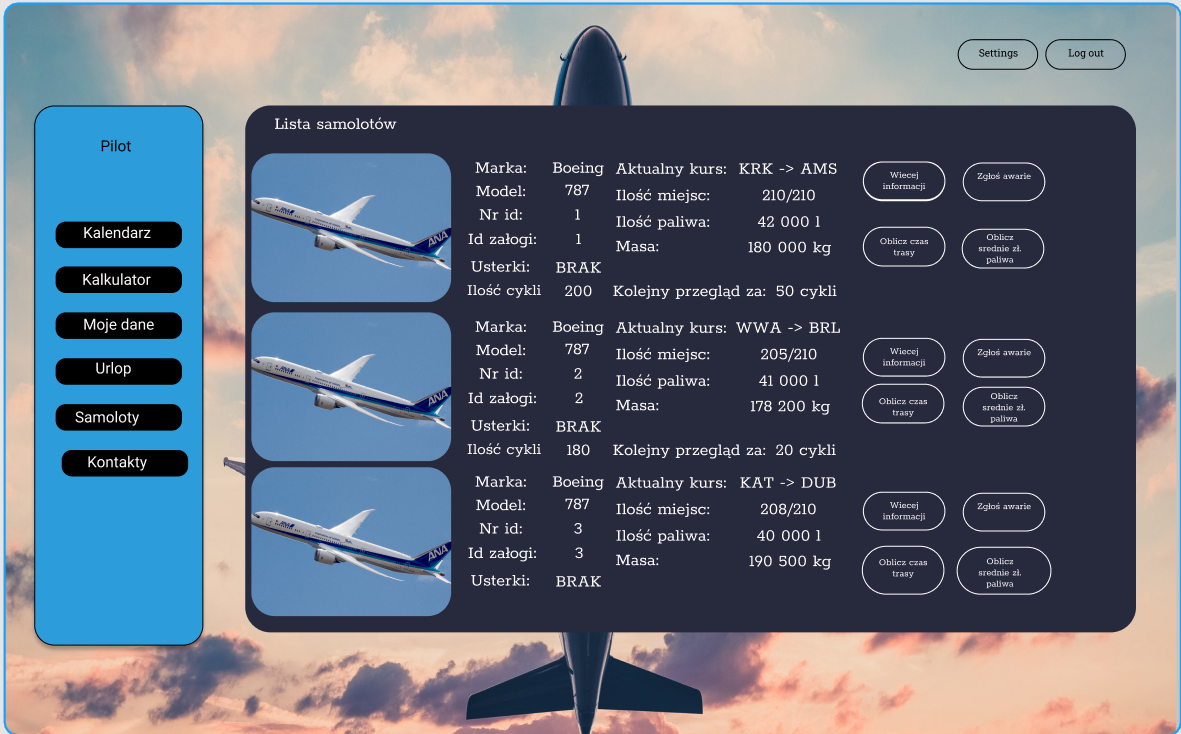 Settings
Log out
Pilot
Kalendarz
Kalkulator
Moje dane
Urlop
Samoloty
Kontakty
Lista samolotów
Marka: Boeing Aktualny kurs: KRK -> AMS
Model: 787 Ilość miejsc: 210/210
Nr id: 1 Ilość paliwa: 42 000 l
Id załogi: 1 Masa: 180 000 kg
Usterki: BRAK
Ilość cykli 200 Kolejny przegląd za: 50 cykli
Wiecej
informacji
Zgłoś awarie
Oblicz czas
trasy
Oblicz
srednie zł.
paliwa
ANA
ANA
Marka: Boeing Aktualny kurs: WWA -> BRL
Model: 787 Ilość miejsc: 205/210
Nr id: 2 Ilość paliwa: 41 000 l
Id załogi: 2 Masa: 178 200 kg
Usterki: BRAK
Ilość cykli 180 Kolejny przegląd za: 20 cykli
Wiecej
informacji
Zgłoś awarie
Oblicz czas
trasy
Oblicz
srednie zł.
paliwa
ANA
ANA
Marka: Boeing Aktualny kurs: KAT -> DUB
Model: 787 Ilość miejsc: 208/210
Nr id: 3 Ilość paliwa: 40 000 l
Id załogi: 3 Masa: 190 500 kg
Usterki: BRAK
Wiecej
informacji
Zgłoś awarie
Oblicz czas
trasy
Oblicz
srednie zł.
paliwa
ANA
ANA